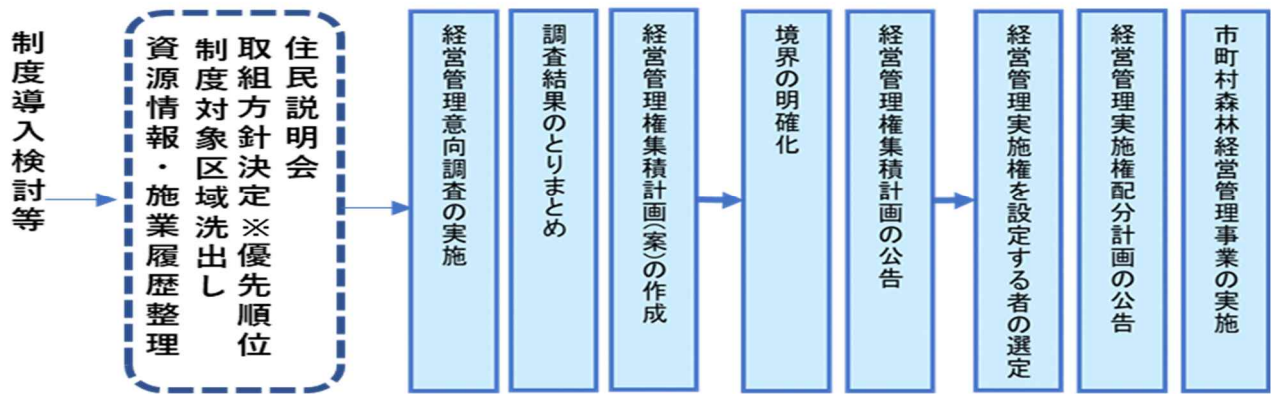 制度導入検討等
資源情報・施業履歴整理
制度対象区域洗出し
取組方針決定※優先順位
住民説明会
経営管理意向調査の実施
調査結果のとりまとめ
経営管理権集積計画(案)の作成
境界の明確化
経営管理権集積計画の公告
経営管理実施権を設定する者の選定
経営管理実施権配分計画の公告
市町村森林経営管理事業の実施